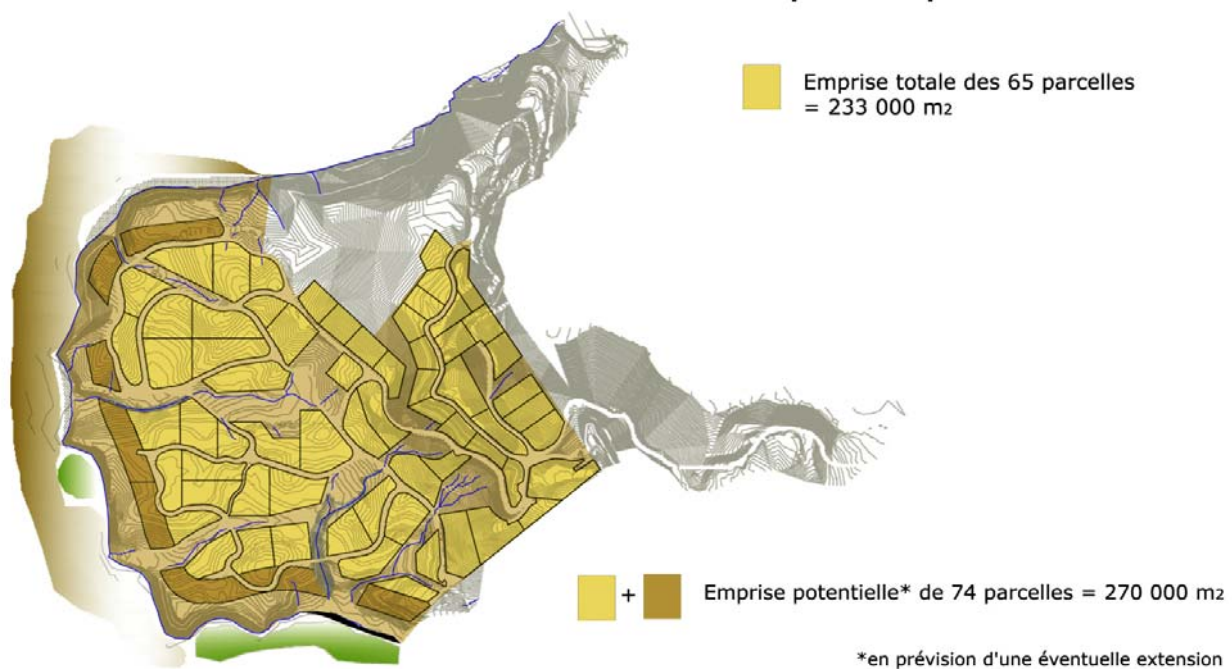 Emprise totale des 65 parcelles
= 233 000 m2
+
Emprise potentielle* de 74 parcelles = 270 000 m2
*en prévision d'une éventuelle extension